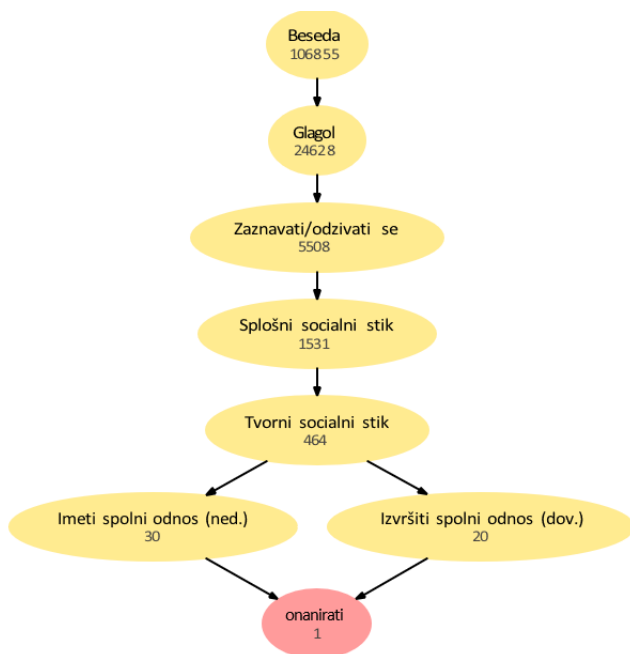 Beseda
106855
Glagol
24628
Zaznavati/odzivati se
5508
Splošni socialni stik
1531
Tvorni socialni stik
464
Imeti spolni odnos (ned.)
30
Izvršiti spolni odnos (dov.)
20
onanirati
1